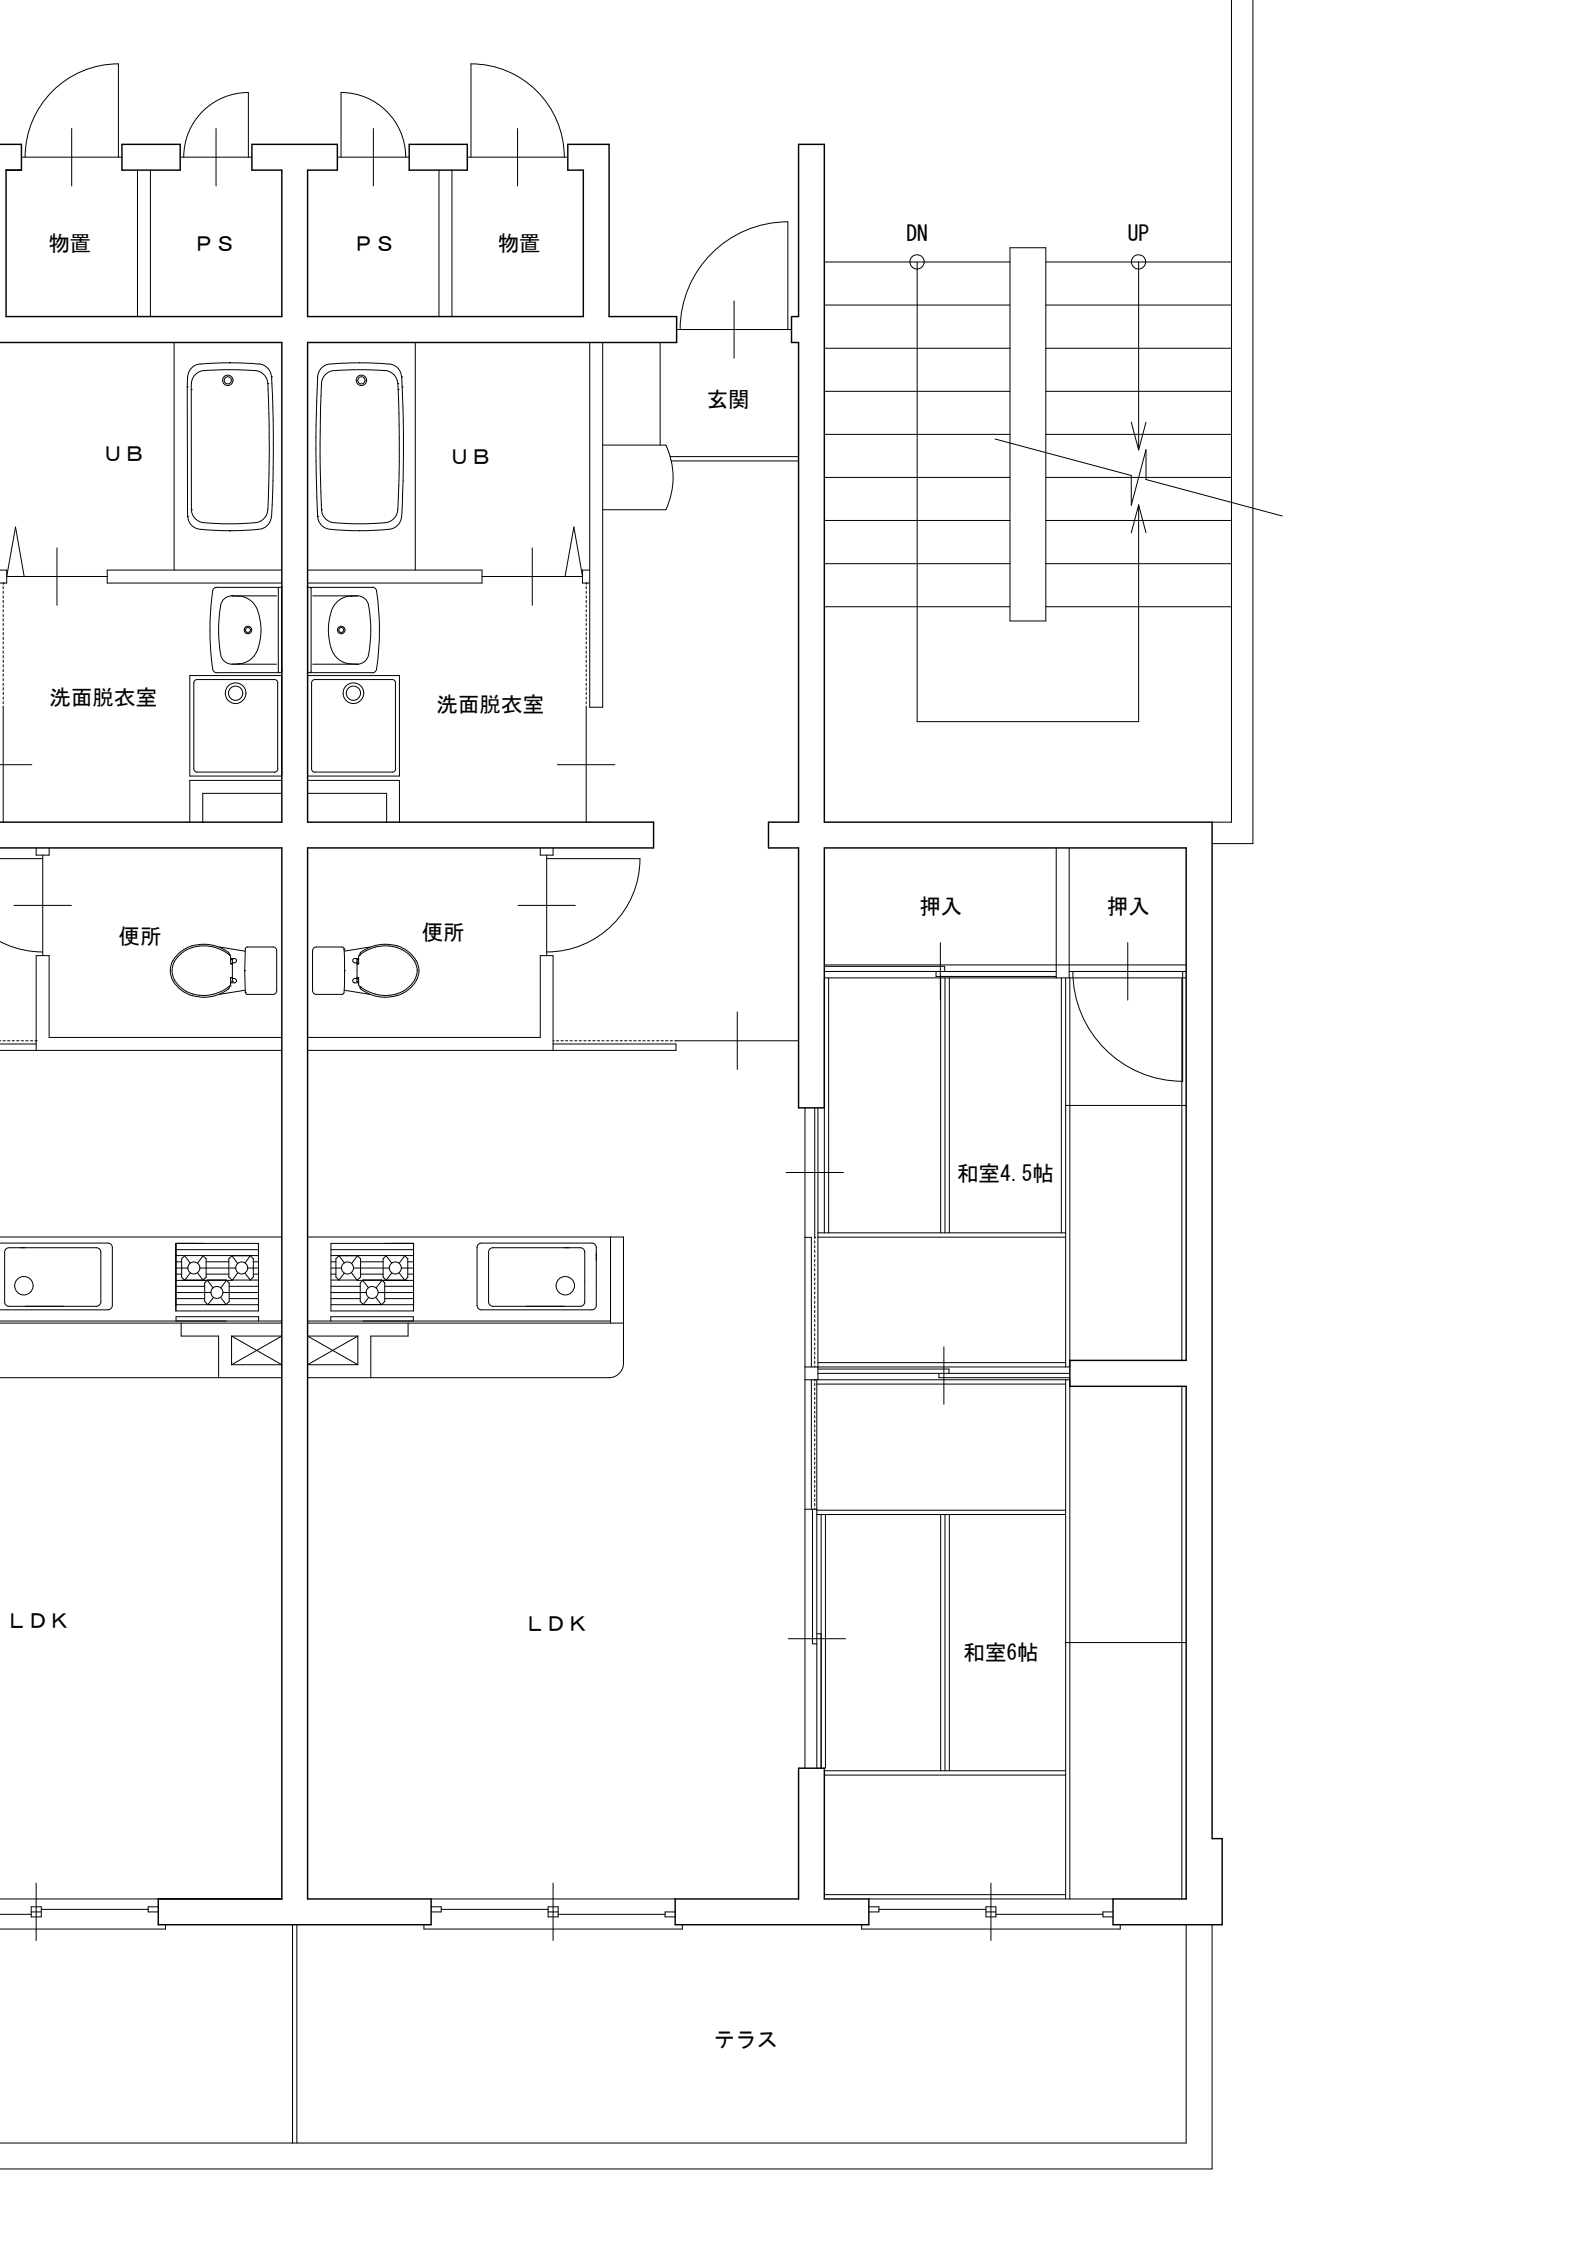 DN
UP
物置
ＰＳ
ＰＳ
物置
玄関
ＵＢ
ＵＢ
洗面脱衣室
洗面脱衣室
押入
押入
便所
便所
和室4.5帖
ＬＤＫ
ＬＤＫ
和室6帖
テラス